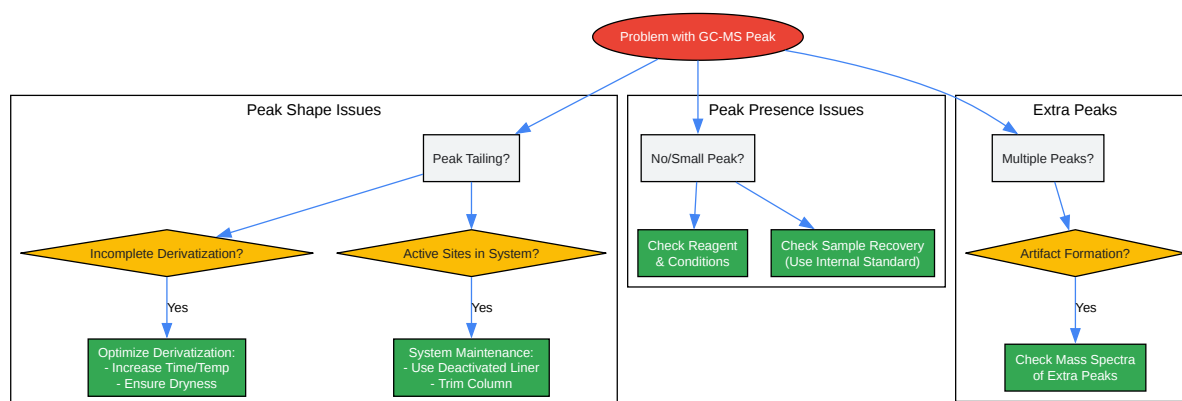 Problem with GC-MS Peak
Peak Shape Issues
Peak Presence Issues
Extra Peaks
Peak Tailing?
No/Small Peak?
Multiple Peaks?
Incomplete Derivatization?
Active Sites in System?
Check Reagent
& Conditions
Check Sample Recovery
(Use Internal Standard)
Artifact Formation?
Yes
Yes
Yes
Optimize Derivatization:
- Increase Time/Temp
- Ensure Dryness
System Maintenance:
- Use Deactivated Liner
- Trim Column
Check Mass Spectra
of Extra Peaks